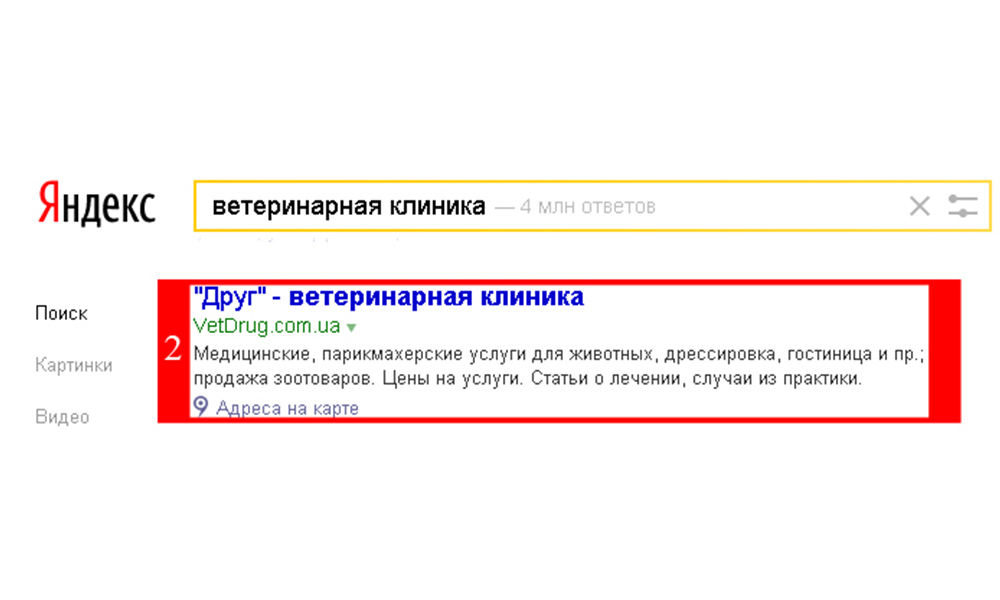 Яндекс
ветеринарная клиника — 4 млн ответов
Поиск
Картинки
Видео
2
"Друг" - ветеринарная клиника
VetDrug.com.ua
Медицинские, парикмахерские услуги для животных, дрессировка, гостиница и пр.;
продажа зоотоваров. Цены на услуги. Статьи о лечении, случаи из практики.
Адреса на карте